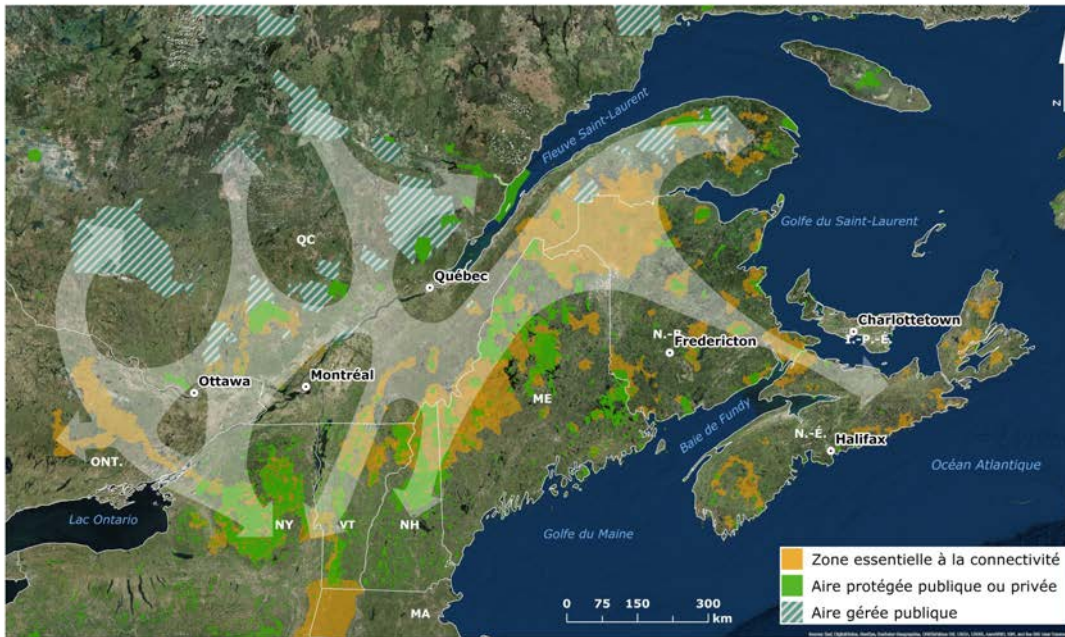 Fleuve Saint-Laurent
N
QC
Golfe du Saint-Laurent
Québec
Charlottetown
Î.-P.-É.
N.-B.
Fredericton
Ottawa
Montréal
ME
Baie de Fundy
N.-É.
Halifax
ONT.
Océan Atlantique
Lac Ontario
NY
VT
NH
Golfe du Maine
Zone essentielle à la connectivité
Aire protégée publique ou privée
Aire gérée publique
0 75 150 300
km
MA